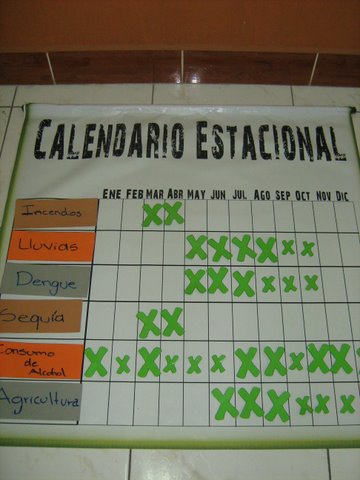 CALENDARIO ESTACIONAL
ENE FEB MAR ABR MAY JUN JUL AGO SEP OCT NOV DIC
Incendos X X
Lluvias X X X X x x
Dengue X X X x x x
Sequía X X
Consumo
de
Alcohol X x X x x x X X X x X X
Agricultura X X X x x x